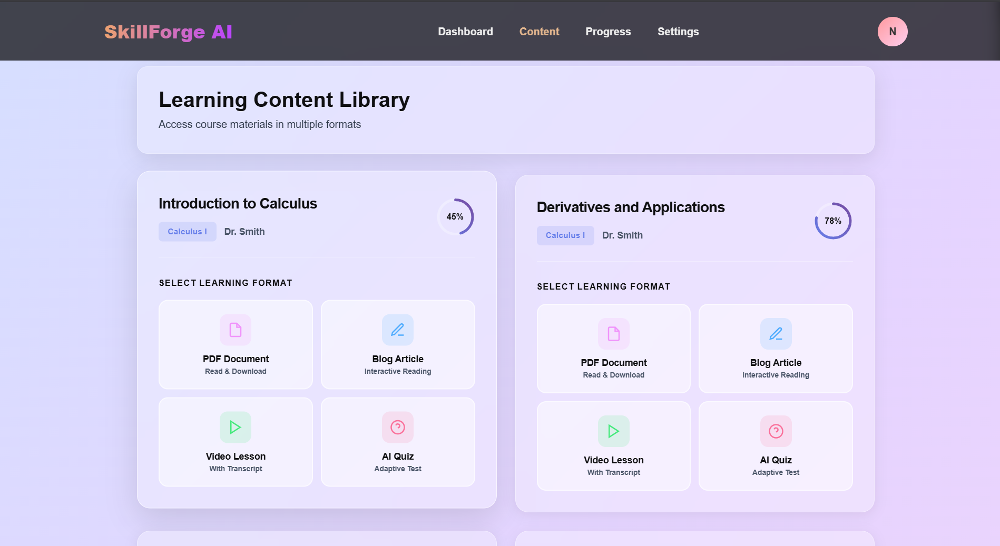 SkillForge AI
Dashboard Content Progress Settings
N
Learning Content Library
Access course materials in multiple formats
Introduction to Calculus
45%
Calculus I Dr. Smith
SELECT LEARNING FORMAT
PDF Document
Read & Download
Blog Article
Interactive Reading
Video Lesson
With Transcript
AI Quiz
Adaptive Test
Derivatives and Applications
78%
Calculus I Dr. Smith
SELECT LEARNING FORMAT
PDF Document
Read & Download
Blog Article
Interactive Reading
Video Lesson
With Transcript
AI Quiz
Adaptive Test